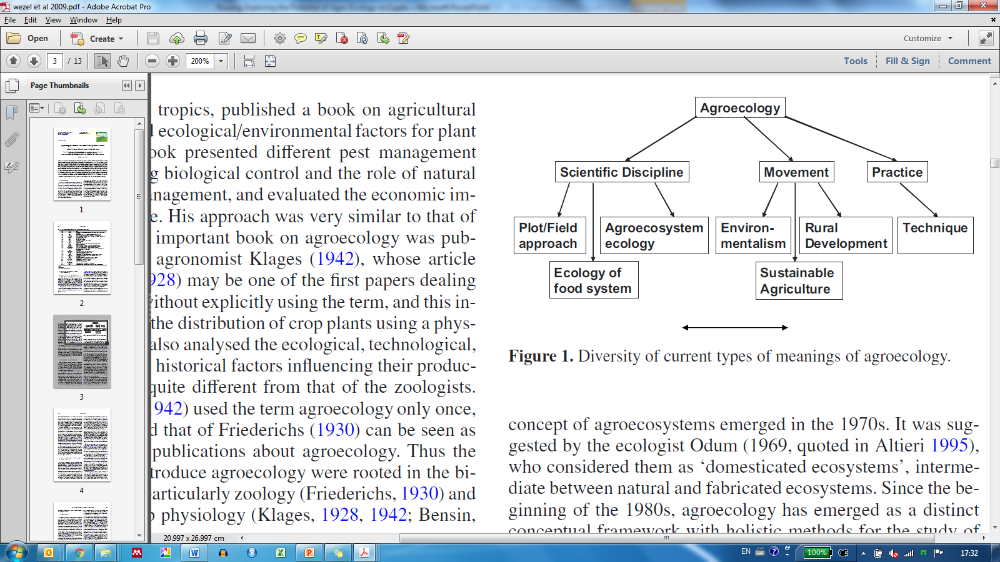 wezel et al 2009.pdf - Adobe Acrobat Pro
File Edit View Window Help
Open Create Customize
3 / 13 200% Tools Fill & Sign Comment
Page Thumbnails
1
2
3
4
tropics, published a book on agricultural
ecological/environmental factors for plant
ook presented different pest management
g biological control and the role of natural
nagement, and evaluated the economic im-
e. His approach was very similar to that of
important book on agroecology was pub-
agronomist Klages (1942), whose article
928) may be one of the first papers dealing
ithout explicitly using the term, and this in-
the distribution of crop plants using a phys-
also analysed the ecological, technological,
historical factors influencing their produc-
quite different from that of the zoologists.
942) used the term agroecology only once,
d that of Friederichs (1930) can be seen as
publications about agroecology. Thus the
troduce agroecology were rooted in the bi-
articularly zoology (Friederichs, 1930) and
p physiology (Klages, 1928, 1942; Bensin,
Agroecology
Scientific Discipline
Movement
Practice
Plot/Field
approach
Agroecosystem
ecology
Environ-
mentalism
Rural
Development
Technique
Ecology of
food system
Sustainable
Agriculture
Figure 1. Diversity of current types of meanings of agroecology.
concept of agroecosystems emerged in the 1970s. It was sug-
gested by the ecologist Odum (1969, quoted in Altieri 1995),
who considered them as ‘domesticated ecosystems’, interme-
diate between natural and fabricated ecosystems. Since the be-
ginning of the 1980s, agroecology has emerged as a distinct
conceptual framework with holistic methods for the study of
20.997 x 26.997 cm
EN 100% 17:32